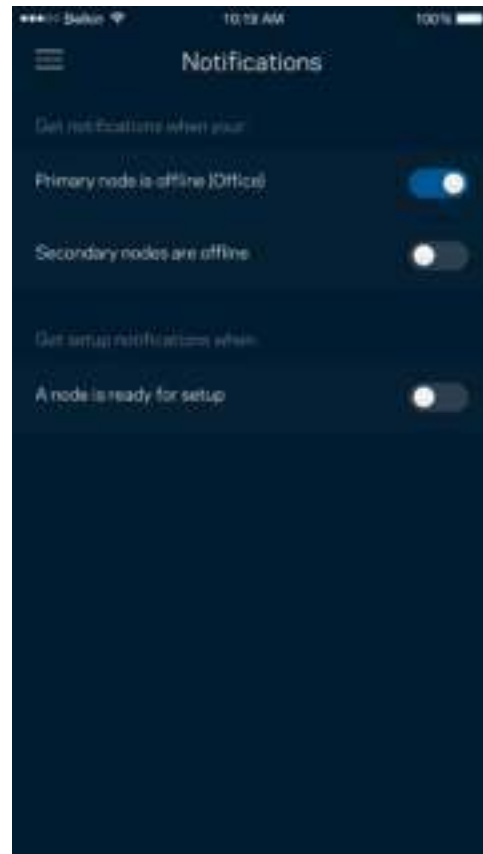 Belkin 10:19 AM 100%
Notifications
Get notifications when your:
Primary node is offline (Office)
Secondary nodes are offline
Get setup notifications when:
A node is ready for setup